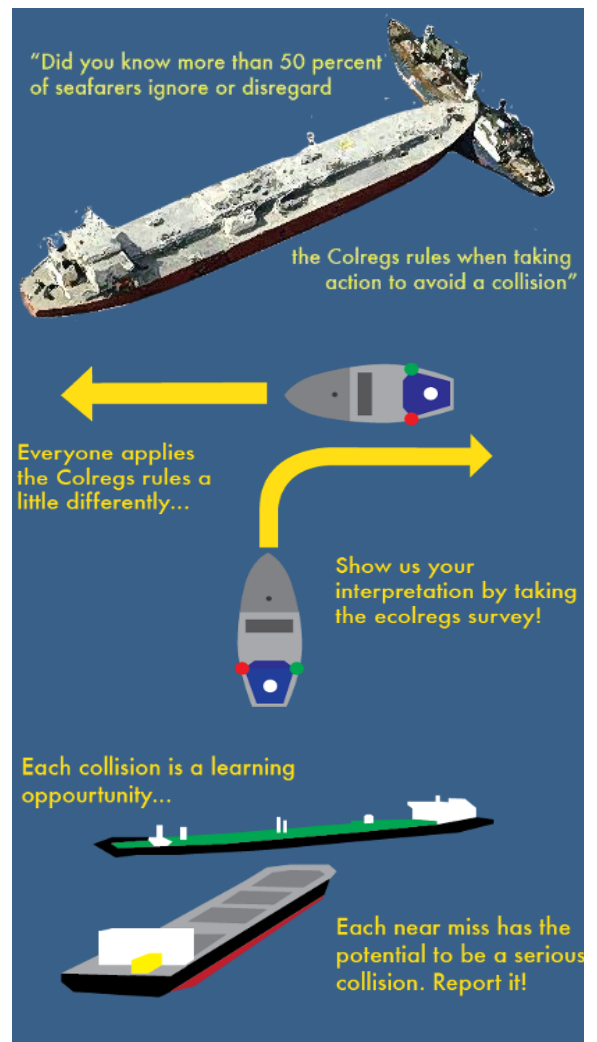 “Did you know more than 50 percent
of seafarers ignore or disregard
the Colregs rules when taking
action to avoid a collision”
Everyone applies
the Colregs rules a
little differently...
Show us your
interpretation by taking
the ecolregs survey!
Each collision is a learning
oppourtunity...
Each near miss has the
potential to be a serious
collision. Report it!